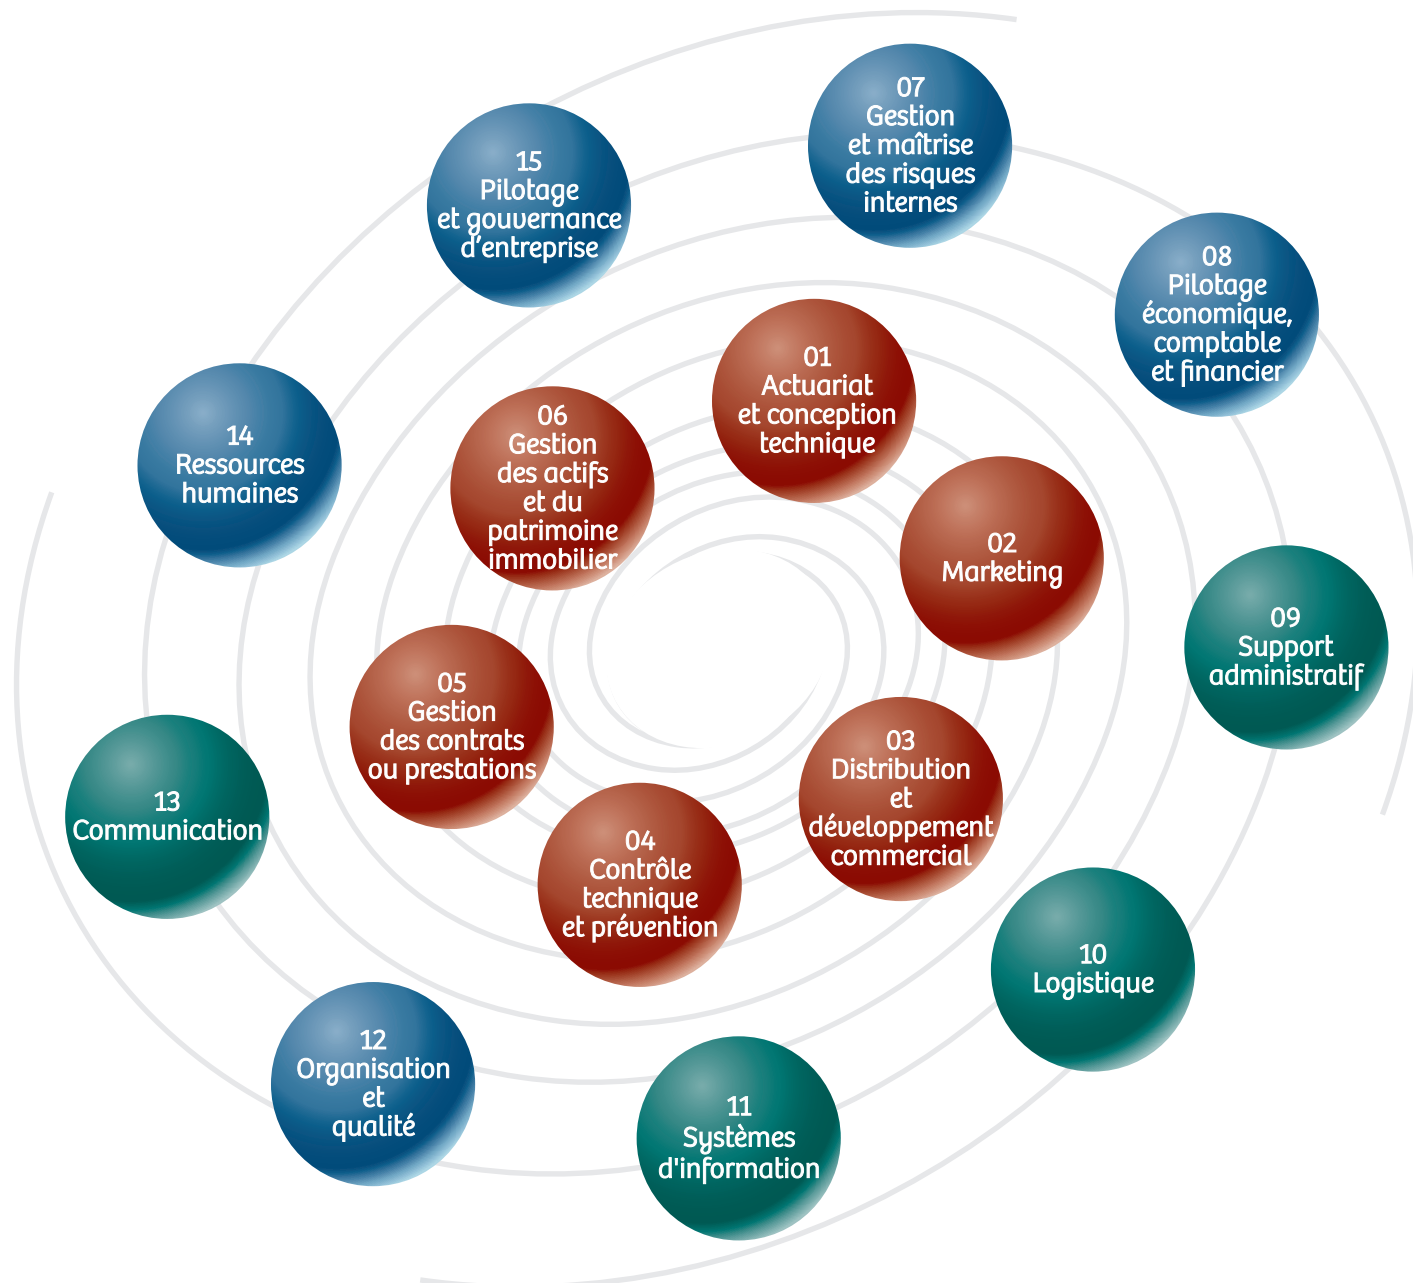 01
Actuariat
et conception
technique
02
Marketing
03
Distribution
et
développement
commercial
04
Contrôle
technique
et prévention
05
Gestion
des contrats
ou prestations
06
Gestion
des actifs
et du
patrimoine
immobilier
07
Gestion
et maîtrise
des risques
internes
08
Pilotage
économique,
comptable
et financier
09
Support
administratif
10
Logistique
11
Systèmes
d'information
12
Organisation
et
qualité
13
Communication
14
Ressources
humaines
15
Pilotage
et gouvernance
d’entreprise